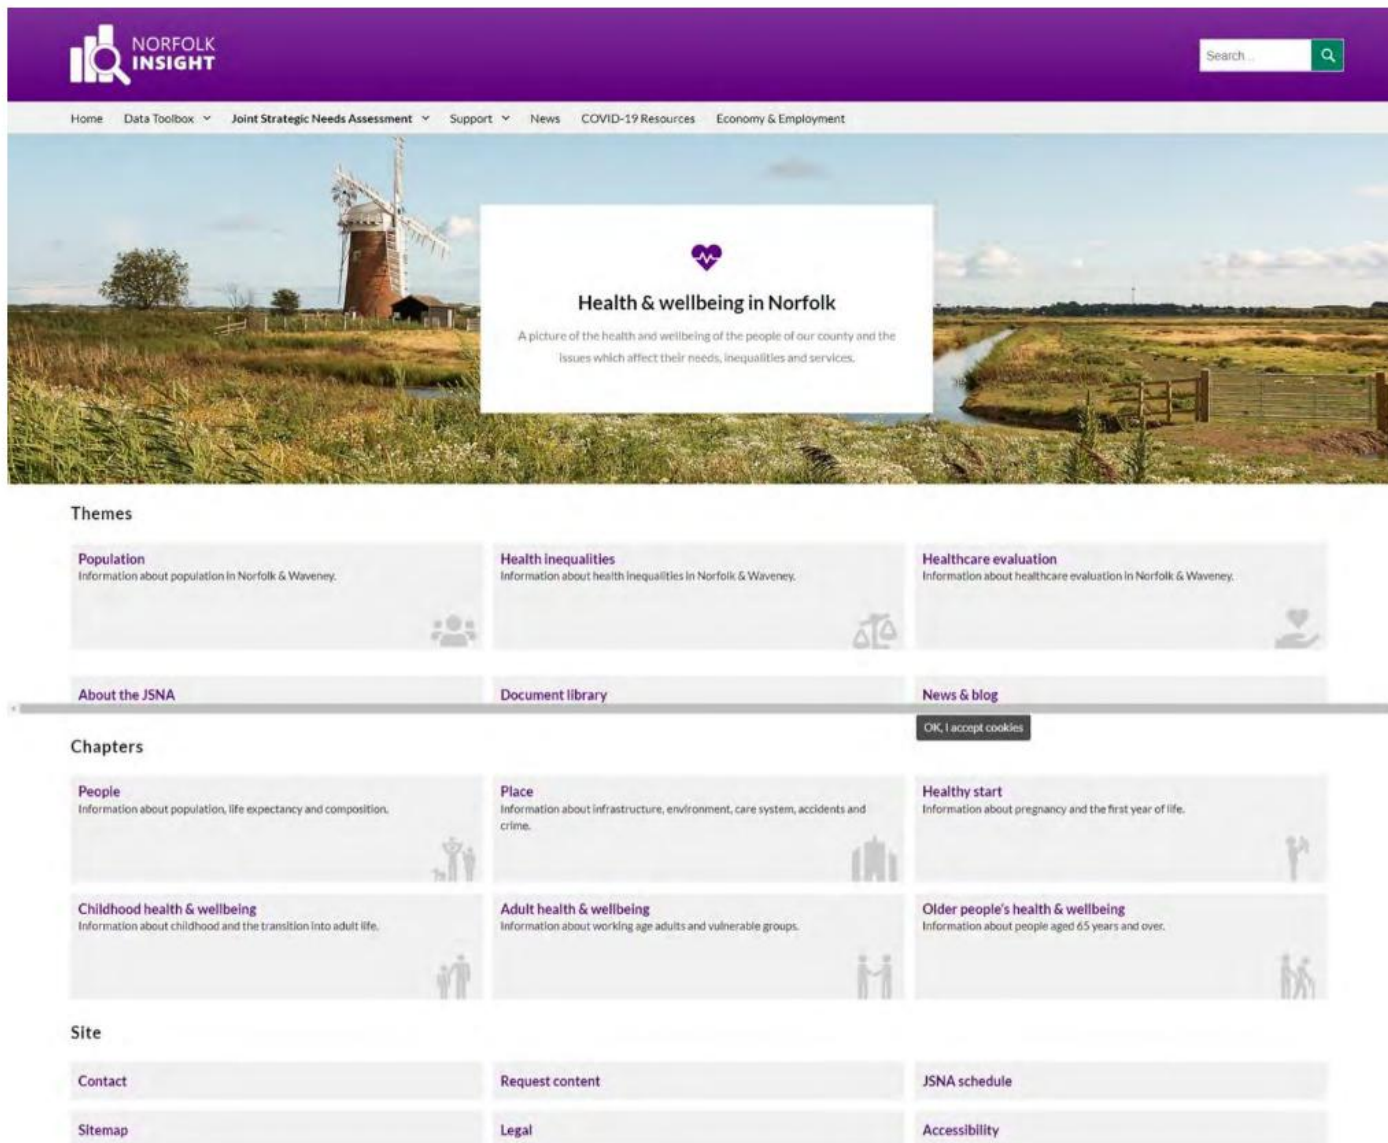 NORFOLK
INSIGHT
Search...
Home Data Toolbox Joint Strategic Needs Assessment Support News COVID-19 Resources Economy & Employment
Health & wellbeing in Norfolk
A picture of the health and wellbeing of the people of our county and the
issues which affect their needs, inequalities and services.
Themes
Population
Information about population in Norfolk & Waveney.
Health inequalities
Information about health inequalities in Norfolk & Waveney.
Healthcare evaluation
Information about healthcare evaluation in Norfolk & Waveney.
About the JSNA
Document library
News & blog
OK, I accept cookies
Chapters
People
Information about population, life expectancy and composition.
Place
Information about infrastructure, environment, care system, accidents and
crime.
Healthy start
Information about pregnancy and the first year of life.
Childhood health & wellbeing
Information about childhood and the transition into adult life.
Adult health & wellbeing
Information about working age adults and vulnerable groups.
Older people's health & wellbeing
Information about people aged 65 years and over.
Site
Contact
Request content
JSNA schedule
Sitemap
Legal
Accessibility